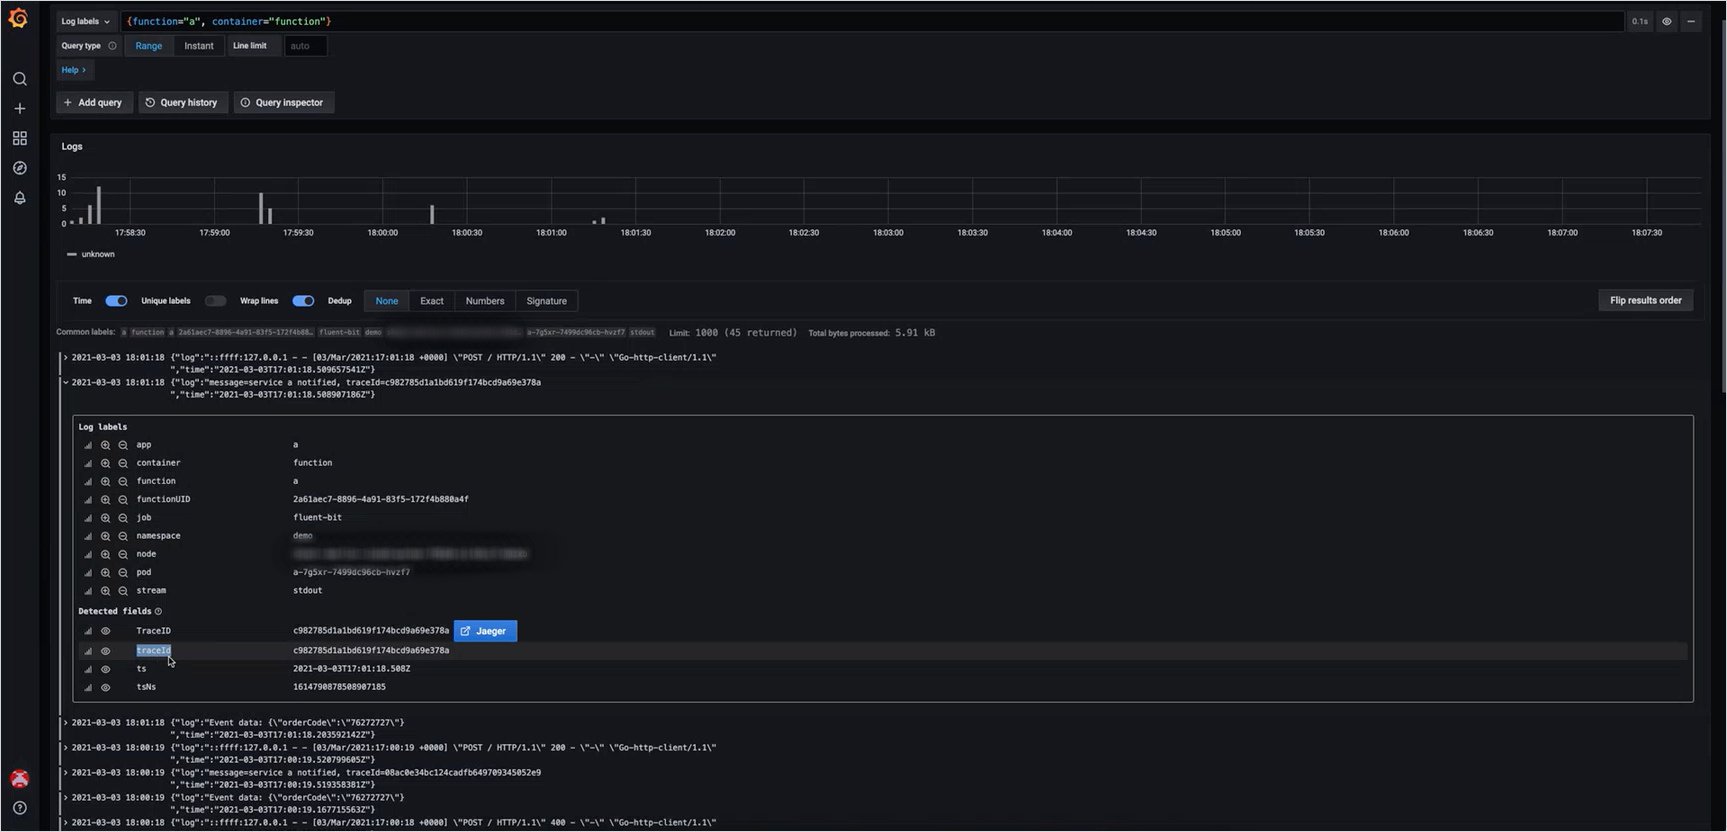 Log labels {function="a", container="function"} 0.1s
Query type Range Instant Line limit auto
Help >
+ Add query Query history Query inspector
Logs
15
10
5
0
17:58:30 17:59:00 17:59:30 18:00:00 18:00:30 18:01:00 18:01:30 18:02:00 18:02:30 18:03:00 18:03:30 18:04:00 18:04:30 18:05:00 18:05:30 18:06:00 18:06:30 18:07:00 18:07:30
unknown
Time Unique labels Wrap lines Dedup None Exact Numbers Signature Flip results order
Common labels: a function a 2a61aec7-8896-4a91-83f5-172f4b88… fluent-bit demo a-7g5xr-7499dc96cb-hvzf7 stdout Limit: 1000 (45 returned) Total bytes processed: 5.91 kB
> 2021-03-03 18:01:18 {"log":"::ffff:127.0.0.1 - - [03/Mar/2021:17:01:18 +0000] \"POST / HTTP/1.1\" 200 - \"-\" \"Go-http-client/1.1\"
","time":"2021-03-03T17:01:18.509657541Z"}
2021-03-03 18:01:18 {"log":"message=service a notified, traceId=c982785d1a1bd619f174bcd9a69e378a
","time":"2021-03-03T17:01:18.508907186Z"}
Log labels
app a
container function
function a
functionUID 2a61aec7-8896-4a91-83f5-172f4b880a4f
job fluent-bit
namespace demo
node
pod a-7g5xr-7499dc96cb-hvzf7
stream stdout
Detected fields
TraceID c982785d1a1bd619f174bcd9a69e378a Jaeger
traceId c982785d1a1bd619f174bcd9a69e378a
ts 2021-03-03T17:01:18.508Z
tsNs 1614790878508907185
> 2021-03-03 18:01:18 {"log":"Event data: {\"orderCode\":\"76272727\"}
","time":"2021-03-03T17:01:18.203592142Z"}
> 2021-03-03 18:00:19 {"log":"::ffff:127.0.0.1 - - [03/Mar/2021:17:00:19 +0000] \"POST / HTTP/1.1\" 200 - \"-\" \"Go-http-client/1.1\"
","time":"2021-03-03T17:00:19.520799605Z"}
> 2021-03-03 18:00:19 {"log":"message=service a notified, traceId=08ac0e34bc124cadfb649709345052e9
","time":"2021-03-03T17:00:19.519358381Z"}
> 2021-03-03 18:00:19 {"log":"Event data: {\"orderCode\":\"76272727\"}
","time":"2021-03-03T17:00:19.167715563Z"}
> 2021-03-03 18:00:18 {"log":"::ffff:127.0.0.1 - - [03/Mar/2021:17:00:18 +0000] \"POST / HTTP/1.1\" 400 - \"-\" \"Go-http-client/1.1\"